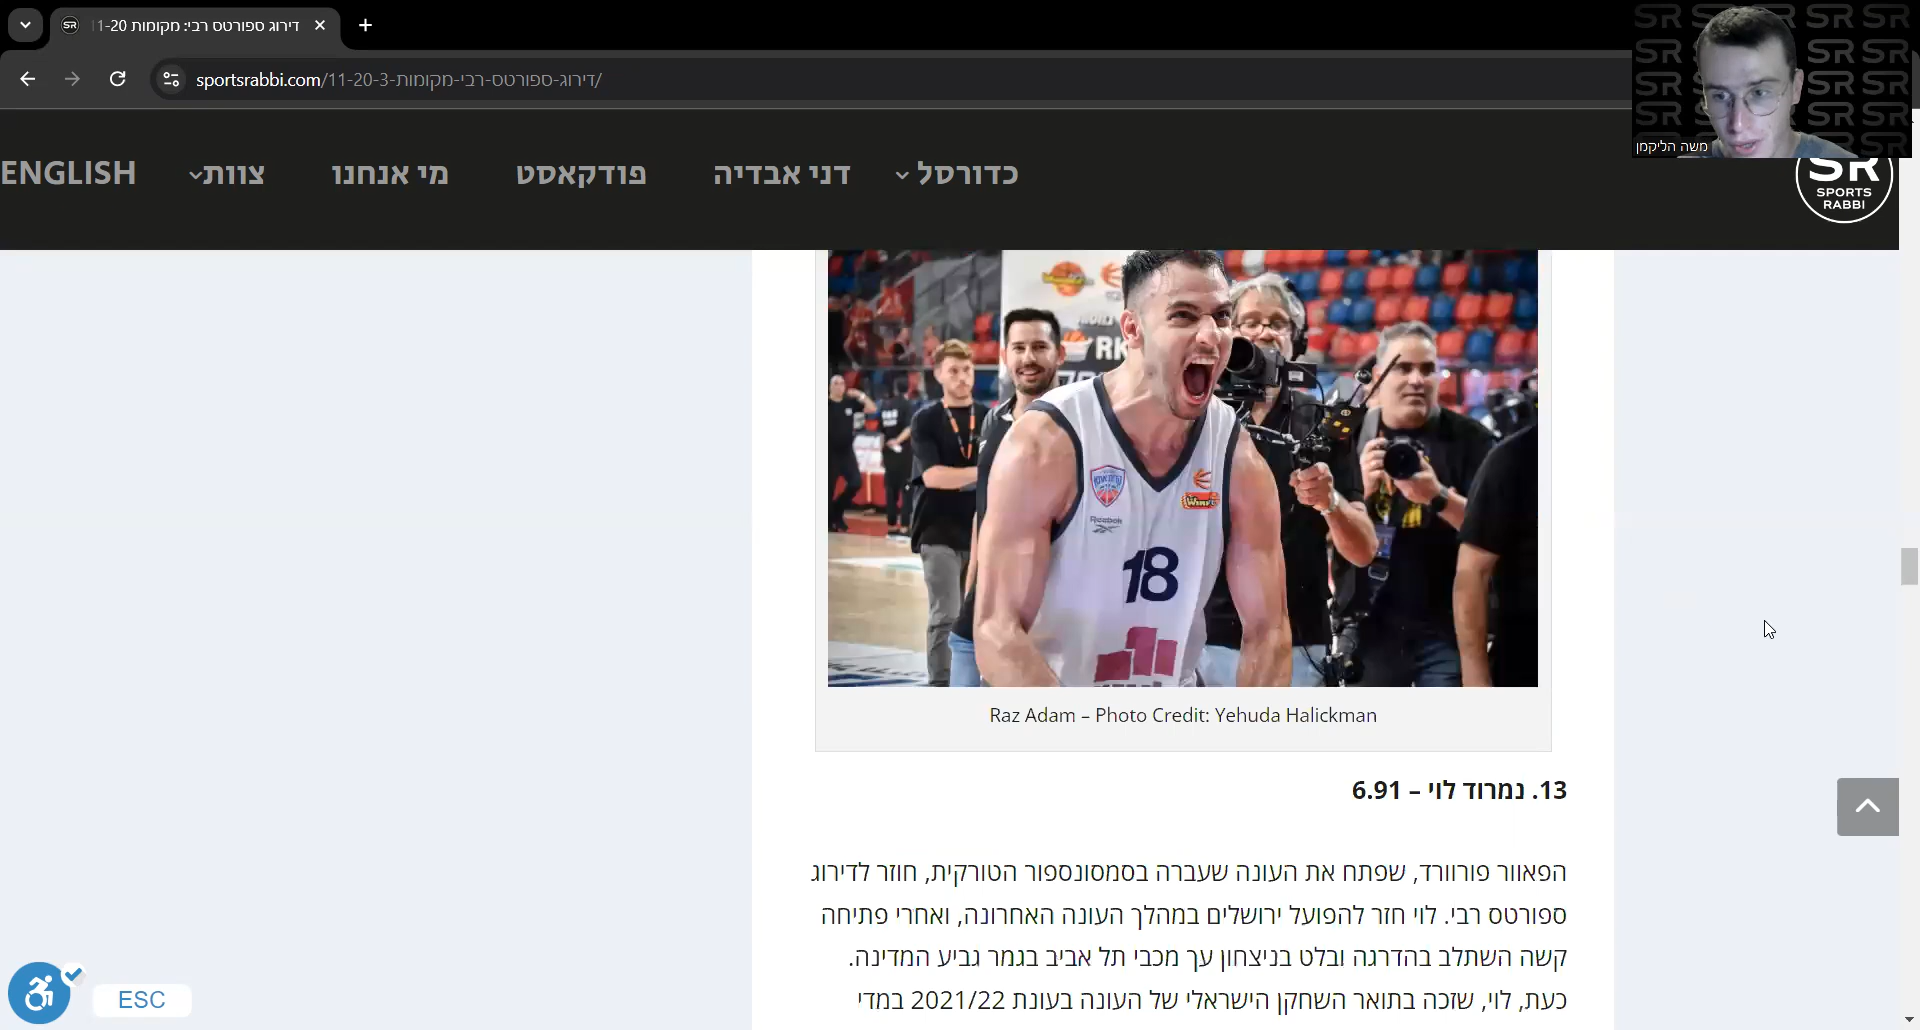 דירוג ספורטס רבי: מקומות 11-20
sportsrabbi.com/דירוג-ספורטס-רבי-מקומות-11-20-3/
משה הליקמן
ENGLISH
צוות
מי אנחנו
פודקאסט
דני אבדיה
כדורסל
SR
SPORTS
RABBI
Winner
Reebok
18
Raz Adam – Photo Credit: Yehuda Halickman
13. נמרוד לוי – 6.91
הפאוור פורוורד, שפתח את העונה שעברה בסמסונספור הטורקית, חוזר לדירוג
ספורטס רבי. לוי חזר להפועל ירושלים במהלך העונה האחרונה, ואחרי פתיחה
קשה השתלב בהדרגה ובלט בניצחון עך מכבי תל אביב בגמר גביע המדינה.
כעת, לוי, שזכה בתואר השחקן הישראלי של העונה בעונת 2021/22 במדי
ESC